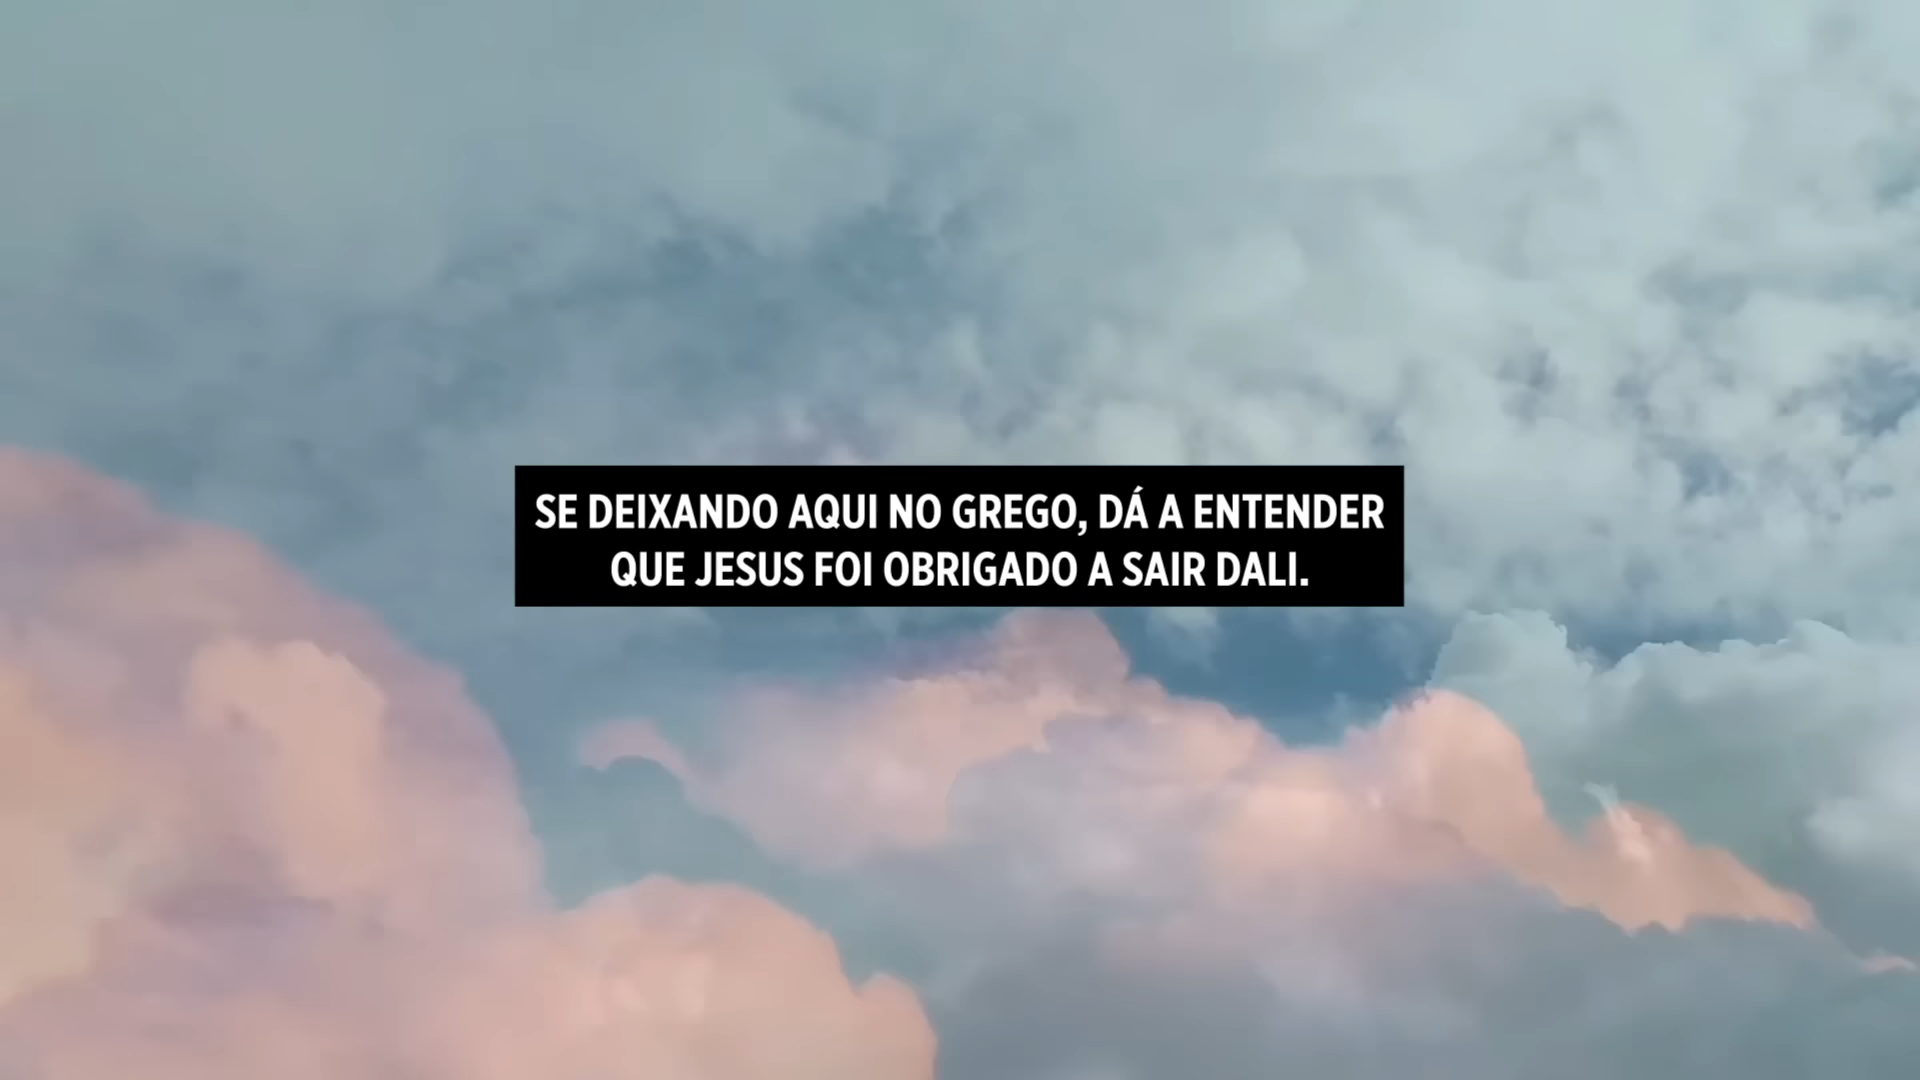 SE DEIXANDO AQUI NO GREGO, DÁ A ENTENDER
QUE JESUS FOI OBRIGADO A SAIR DALI.